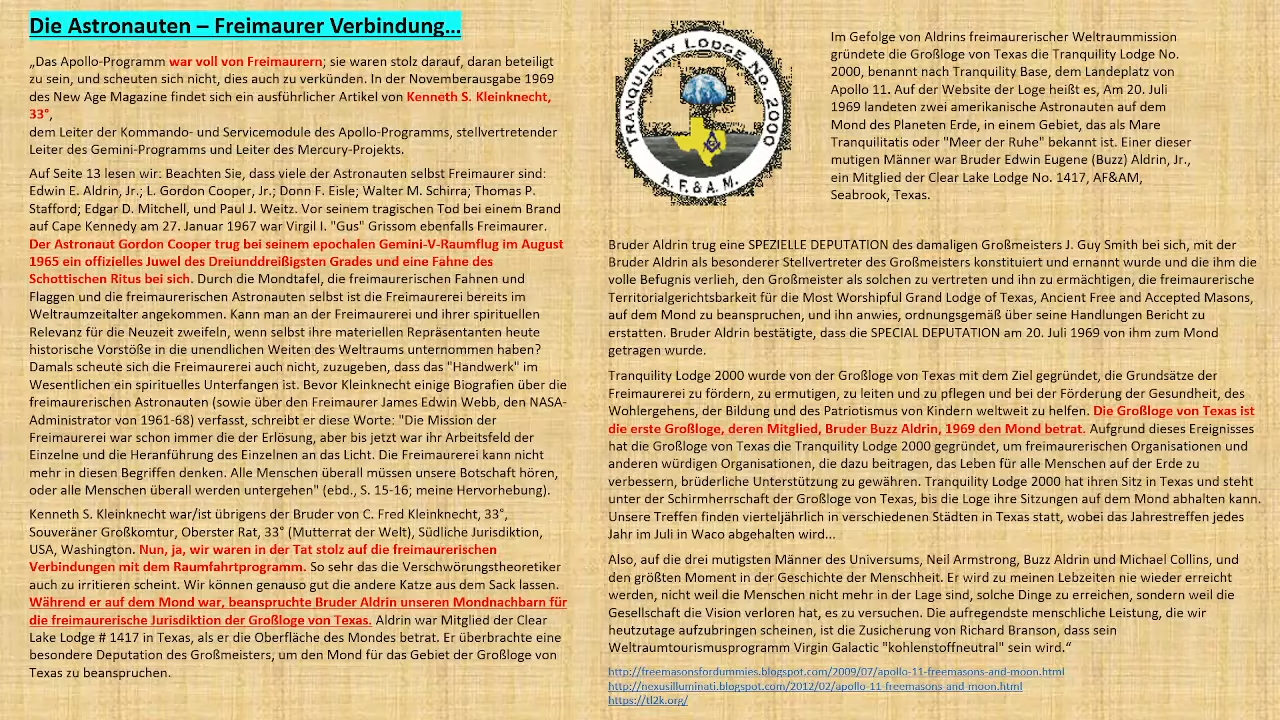 Die Astronauten – Freimaurer Verbindung…
„Das Apollo-Programm war voll von Freimaurern; sie waren stolz darauf, daran beteiligt
zu sein, und scheuten sich nicht, dies auch zu verkünden. In der Novemberausgabe 1969
des New Age Magazine findet sich ein ausführlicher Artikel von Kenneth S. Kleinknecht,
33°,
dem Leiter der Kommando- und Servicemodule des Apollo-Programms, stellvertretender
Leiter des Gemini-Programms und Leiter des Mercury-Projekts.
Auf Seite 13 lesen wir: Beachten Sie, dass viele der Astronauten selbst Freimaurer sind:
Edwin E. Aldrin, Jr.; L. Gordon Cooper, Jr.; Donn F. Eisle; Walter M. Schirra; Thomas P.
Stafford; Edgar D. Mitchell, und Paul J. Weitz. Vor seinem tragischen Tod bei einem Brand
auf Cape Kennedy am 27. Januar 1967 war Virgil I. "Gus" Grissom ebenfalls Freimaurer.
Der Astronaut Gordon Cooper trug bei seinem epochalen Gemini-V-Raumflug im August
1965 ein offizielles Juwel des Dreiunddreißigsten Grades und eine Fahne des
Schottischen Ritus bei sich. Durch die Mondtafel, die freimaurerischen Fahnen und
Flaggen und die freimaurerischen Astronauten selbst ist die Freimaurerei bereits im
Weltraumzeitalter angekommen. Kann man an der Freimaurerei und ihrer spirituellen
Relevanz für die Neuzeit zweifeln, wenn selbst ihre materiellen Repräsentanten heute
historische Vorstöße in die unendlichen Weiten des Weltraums unternommen haben?
Damals scheute sich die Freimaurerei auch nicht, zuzugeben, dass das "Handwerk" im
Wesentlichen ein spirituelles Unterfangen ist. Bevor Kleinknecht einige Biografien über die
freimaurerischen Astronauten (sowie über den Freimaurer James Edwin Webb, den NASA-
Administrator von 1961-68) verfasst, schreibt er diese Worte: "Die Mission der
Freimaurerei war schon immer die der Erlösung, aber bis jetzt war ihr Arbeitsfeld der
Einzelne und die Heranführung des Einzelnen an das Licht. Die Freimaurerei kann nicht
mehr in diesen Begriffen denken. Alle Menschen überall müssen unsere Botschaft hören,
oder alle Menschen überall werden untergehen" (ebd., S. 15-16; meine Hervorhebung).
Kenneth S. Kleinknecht war/ist übrigens der Bruder von C. Fred Kleinknecht, 33°,
Souveräner Großkomtur, Oberster Rat, 33° (Mutterrat der Welt), Südliche Jurisdiktion,
USA, Washington. Nun, ja, wir waren in der Tat stolz auf die freimaurerischen
Verbindungen mit dem Raumfahrtprogramm. So sehr das die Verschwörungstheoretiker
auch zu irritieren scheint. Wir können genauso gut die andere Katze aus dem Sack lassen.
Während er auf dem Mond war, beanspruchte Bruder Aldrin unseren Mondnachbarn für
die freimaurerische Jurisdiktion der Großloge von Texas. Aldrin war Mitglied der Clear
Lake Lodge # 1417 in Texas, als er die Oberfläche des Mondes betrat. Er überbrachte eine
besondere Deputation des Großmeisters, um den Mond für das Gebiet der Großloge von
Texas zu beanspruchen.
TRANQUILITY LODGE No. 2000
A. F. & A. M.
Im Gefolge von Aldrins freimaurerischer Weltraummission
gründete die Großloge von Texas die Tranquility Lodge No.
2000, benannt nach Tranquility Base, dem Landeplatz von
Apollo 11. Auf der Website der Loge heißt es, Am 20. Juli
1969 landeten zwei amerikanische Astronauten auf dem
Mond des Planeten Erde, in einem Gebiet, das als Mare
Tranquilitatis oder "Meer der Ruhe" bekannt ist. Einer dieser
mutigen Männer war Bruder Edwin Eugene (Buzz) Aldrin, Jr.,
ein Mitglied der Clear Lake Lodge No. 1417, AF&AM,
Seabrook, Texas.
Bruder Aldrin trug eine SPEZIELLE DEPUTATION des damaligen Großmeisters J. Guy Smith bei sich, mit der
Bruder Aldrin als besonderer Stellvertreter des Großmeisters konstituiert und ernannt wurde und die ihm die
volle Befugnis verlieh, den Großmeister als solchen zu vertreten und ihn zu ermächtigen, die freimaurerische
Territorialgerichtsbarkeit für die Most Worshipful Grand Lodge of Texas, Ancient Free and Accepted Masons,
auf dem Mond zu beanspruchen, und ihn anwies, ordnungsgemäß über seine Handlungen Bericht zu
erstatten. Bruder Aldrin bestätigte, dass die SPECIAL DEPUTATION am 20. Juli 1969 von ihm zum Mond
getragen wurde.
Tranquility Lodge 2000 wurde von der Großloge von Texas mit dem Ziel gegründet, die Grundsätze der
Freimaurerei zu fördern, zu ermutigen, zu leiten und zu pflegen und bei der Förderung der Gesundheit, des
Wohlergehens, der Bildung und des Patriotismus von Kindern weltweit zu helfen. Die Großloge von Texas ist
die erste Großloge, deren Mitglied, Bruder Buzz Aldrin, 1969 den Mond betrat. Aufgrund dieses Ereignisses
hat die Großloge von Texas die Tranquility Lodge 2000 gegründet, um freimaurerischen Organisationen und
anderen würdigen Organisationen, die dazu beitragen, das Leben für alle Menschen auf der Erde zu
verbessern, brüderliche Unterstützung zu gewähren. Tranquility Lodge 2000 hat ihren Sitz in Texas und steht
unter der Schirmherrschaft der Großloge von Texas, bis die Loge ihre Sitzungen auf dem Mond abhalten kann.
Unsere Treffen finden vierteljährlich in verschiedenen Städten in Texas statt, wobei das Jahrestreffen jedes
Jahr im Juli in Waco abgehalten wird...
Also, auf die drei mutigsten Männer des Universums, Neil Armstrong, Buzz Aldrin und Michael Collins, und
den größten Moment in der Geschichte der Menschheit. Er wird zu meinen Lebzeiten nie wieder erreicht
werden, nicht weil die Menschen nicht mehr in der Lage sind, solche Dinge zu erreichen, sondern weil die
Gesellschaft die Vision verloren hat, es zu versuchen. Die aufregendste menschliche Leistung, die wir
heutzutage aufzubringen scheinen, ist die Zusicherung von Richard Branson, dass sein
Weltraumtourismusprogramm Virgin Galactic "kohlenstoffneutral" sein wird.“
http://freemasonsfordummies.blogspot.com/2009/07/apollo-11-freemasons-and-moon.html
http://nexusilluminati.blogspot.com/2012/02/apollo-11-freemasons-and-moon.html
https://tl2k.org/